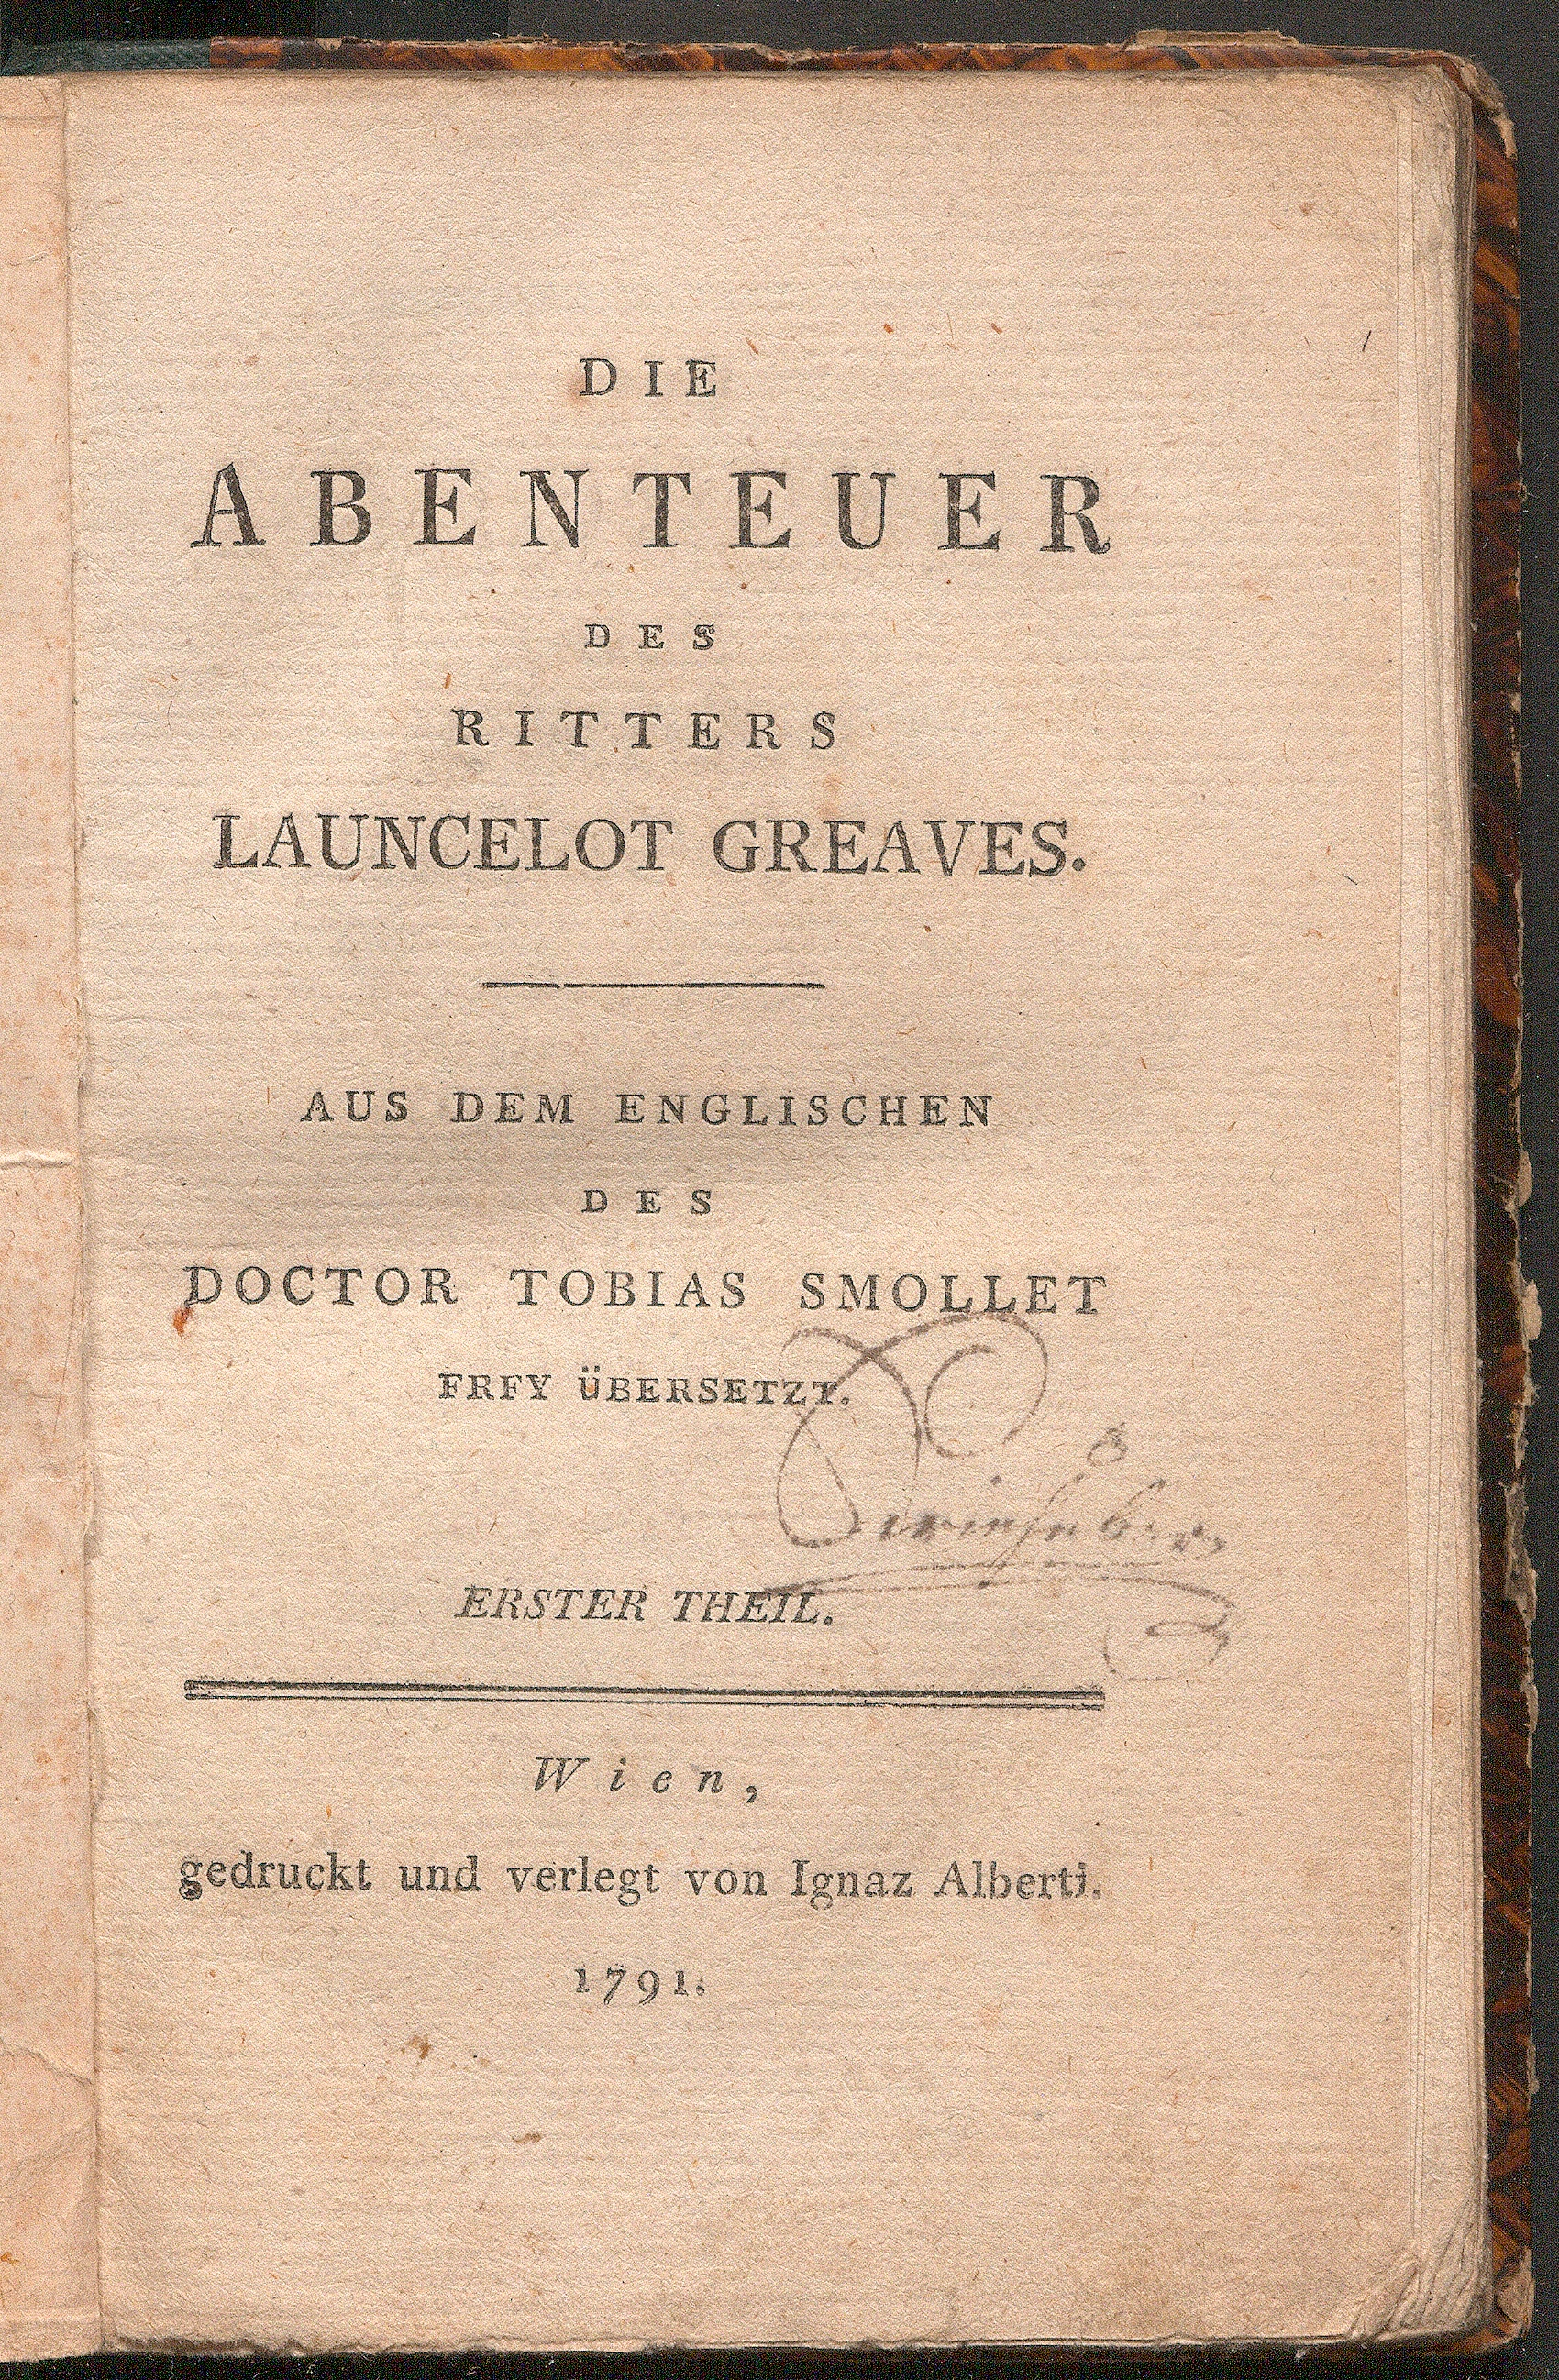 DIE
ABENTEUER
DES
RITTERS
LAUNCELOT GREAVES.
AUS DEM ENGLISCHEN
DES
DOCTOR TOBIAS SMOLLET
FRFY ÜBERSETZT.
ERSTER THEIL.
Wien,
gedruckt und verlegt von Ignaz Alberti.
1791.